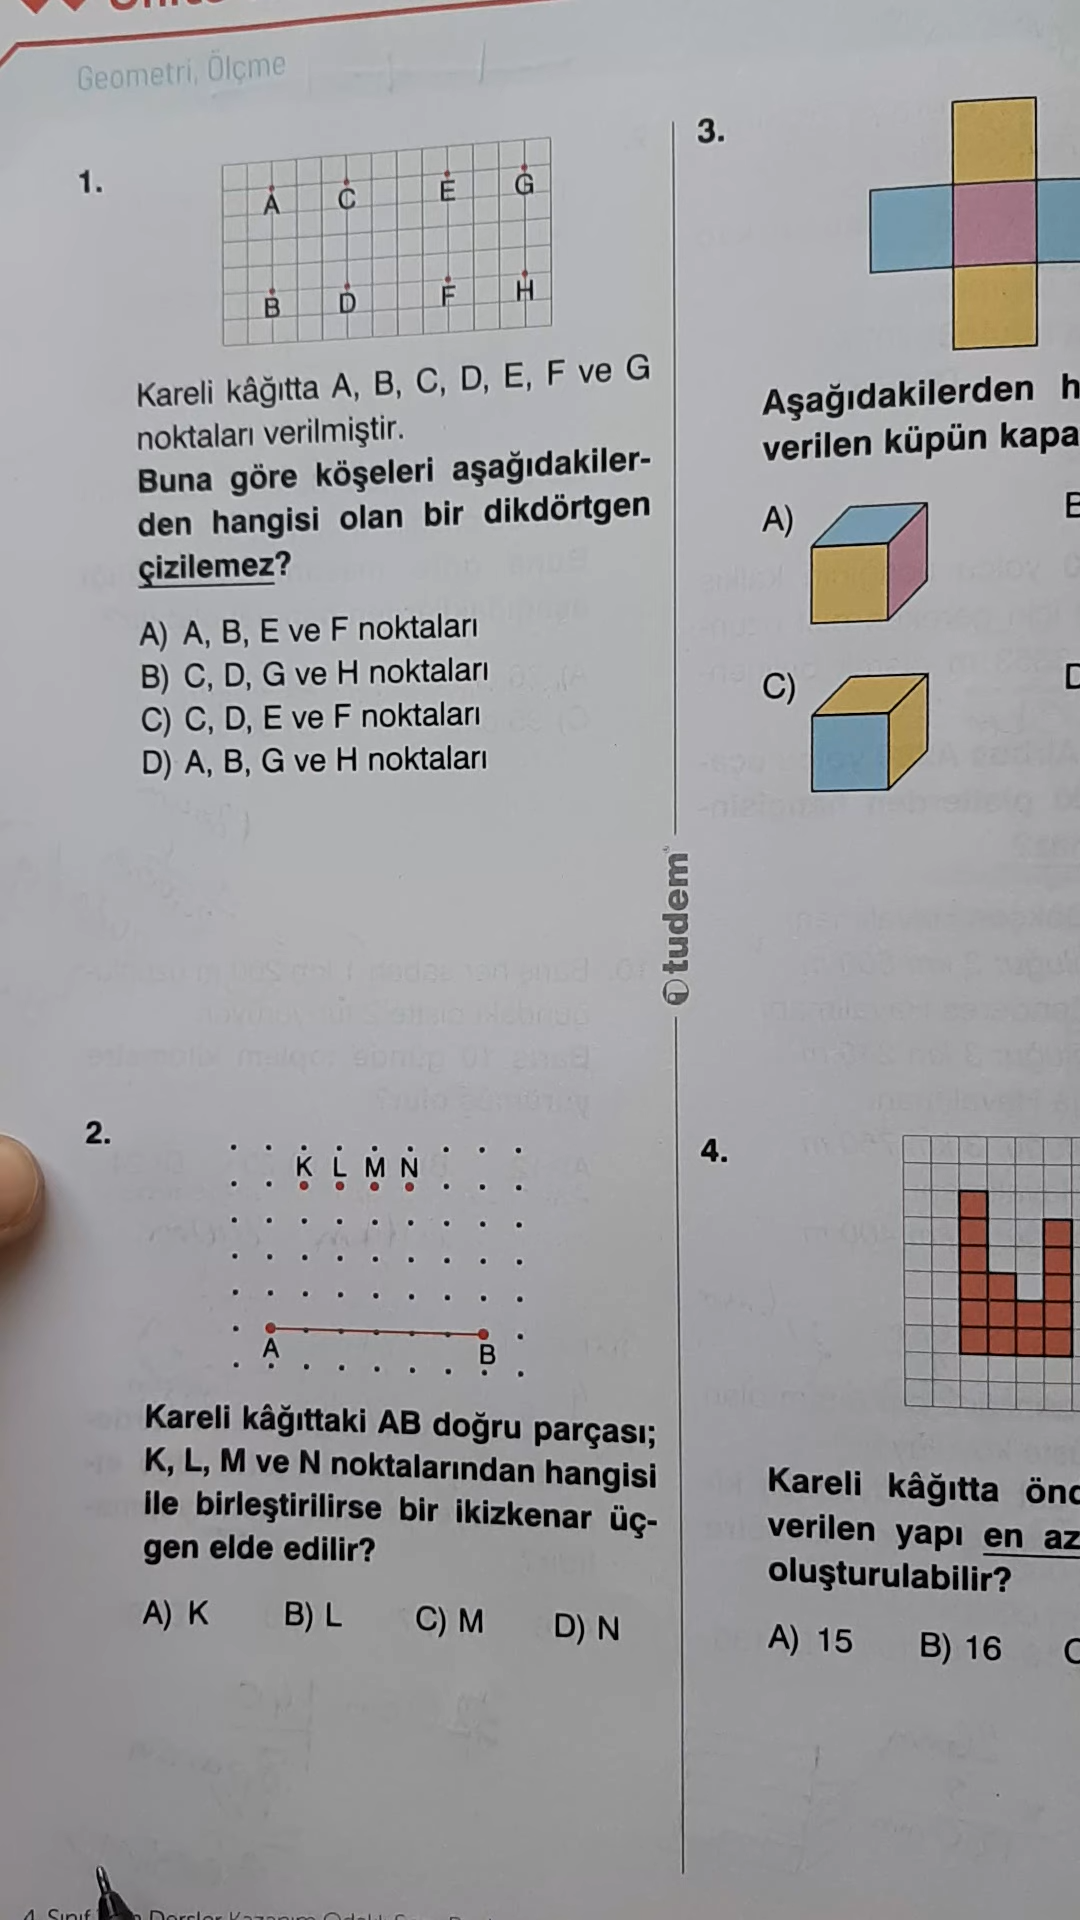 Geometri, Ölçme
1.
A C E G
B D F H
Kareli kâğıtta A, B, C, D, E, F ve G
noktaları verilmiştir.
Buna göre köşeleri aşağıdakiler-
den hangisi olan bir dikdörtgen
çizilemez?
A) A, B, E ve F noktaları
B) C, D, G ve H noktaları
C) C, D, E ve F noktaları
D) A, B, G ve H noktaları
2.
K L M N
A B
Kareli kâğıttaki AB doğru parçası;
K, L, M ve N noktalarından hangisi
ile birleştirilirse bir ikizkenar üç-
gen elde edilir?
A) K B) L C) M D) N
tudem
3.
Aşağıdakilerden
verilen küpün
A)
C)
4.
Kareli kâğıtta
verilen yapı en az
oluşturulabilir?
A) 15 B) 16
4. Sınıf